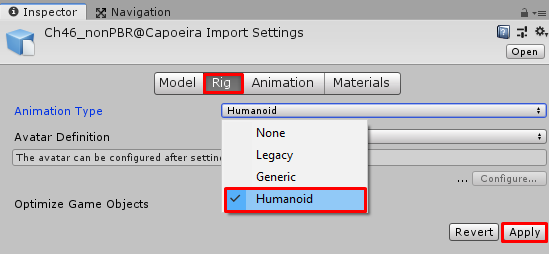 Inspector Navigation
Ch46_nonPBR@Capoeira Import Settings
Open
Model Rig Animation Materials
Animation Type Humanoid
None
Avatar Definition
Legacy
The avatar can be configured after settin
Generic
... Configure...
Optimize Game Objects Humanoid
Revert Apply